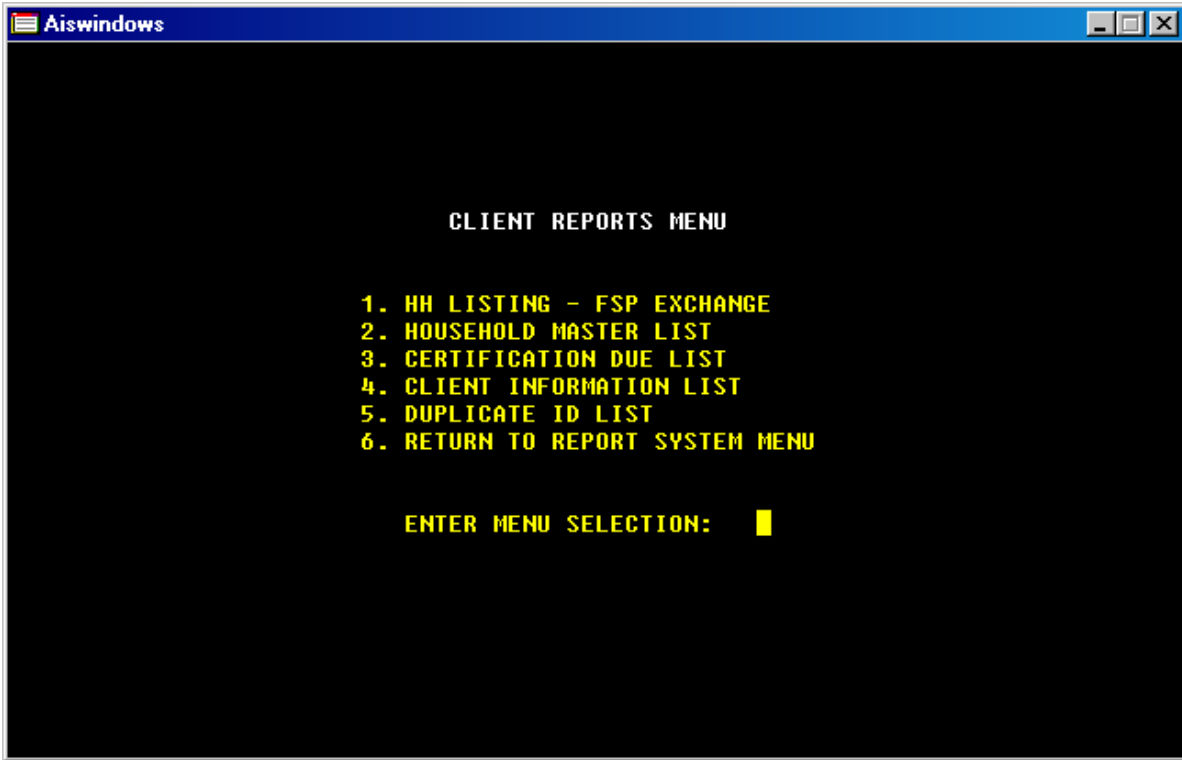 Aiswindows
CLIENT REPORTS MENU
1. HH LISTING - FSP EXCHANGE
2. HOUSEHOLD MASTER LIST
3. CERTIFICATION DUE LIST
4. CLIENT INFORMATION LIST
5. DUPLICATE ID LIST
6. RETURN TO REPORT SYSTEM MENU
ENTER MENU SELECTION: